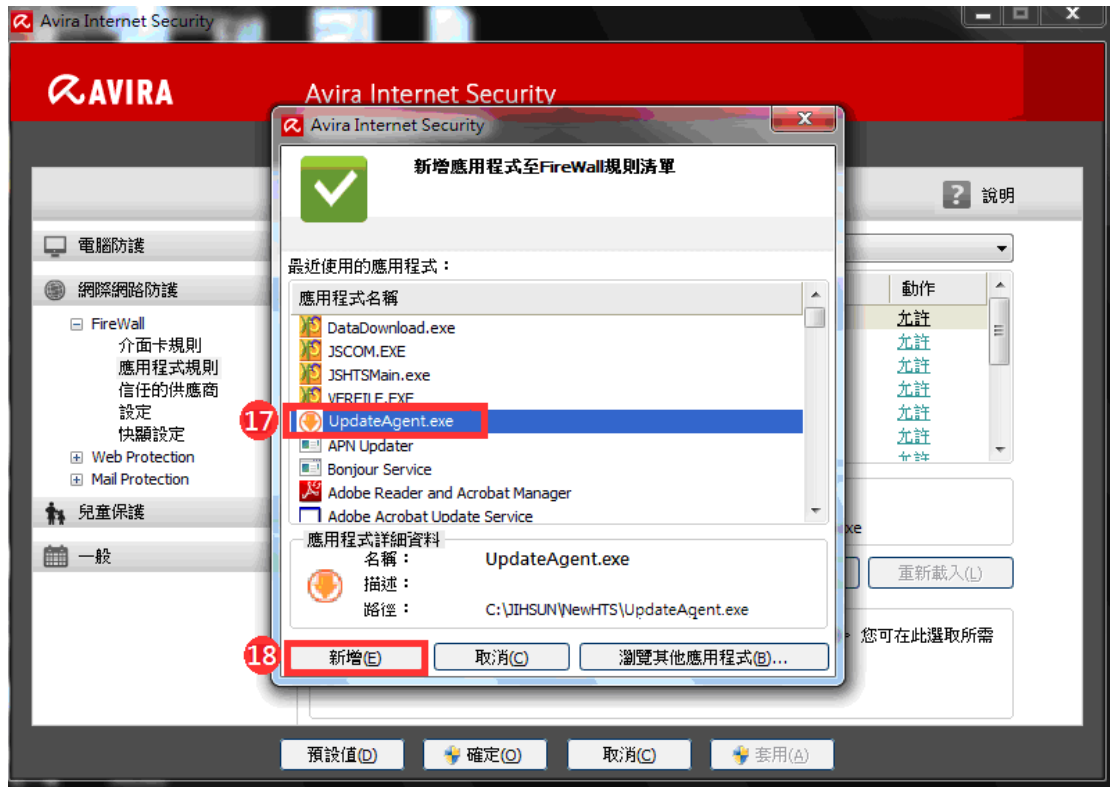 Avira Internet Security
AVIRA
Avira Internet Security
Avira Internet Security
新增應用程式至FireWall規則清單
說明
電腦防護
網際網路防護
FireWall
介面卡規則
應用程式規則
信任的供應商
設定
快顯設定
Web Protection
Mail Protection
兒童保護
一般
最近使用的應用程式：
應用程式名稱
DataDownload.exe
JSCOM.EXE
JSHTSMain.exe
VERFILE.EXE
17 UpdateAgent.exe
APN Updater
Bonjour Service
Adobe Reader and Acrobat Manager
Adobe Acrobat Update Service
應用程式詳細資料
名稱： UpdateAgent.exe
描述：
路徑： C:\JIHSUN\NewHTS\UpdateAgent.exe
18 新增(E) 取消(C) 瀏覽其他應用程式(B)...
動作
允許
允許
允許
允許
允許
允許
允許
xe
重新載入(L)
。您可在此選取所需
預設值(D) 確定(O) 取消(C) 套用(A)